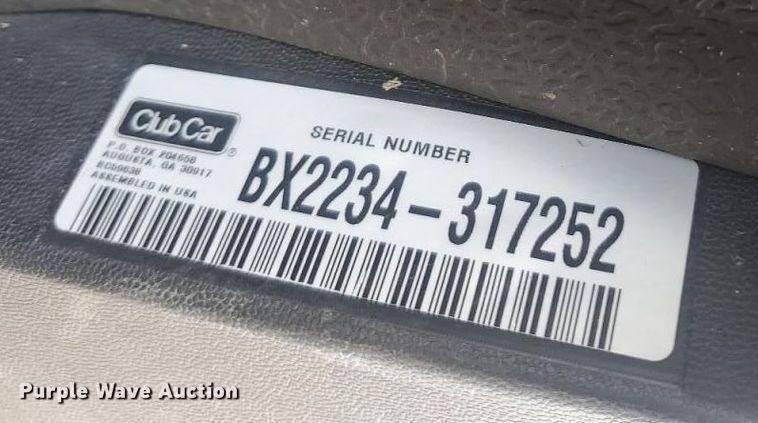 Club Car ®
P.O. BOX 204658
AUGUSTA, GA 30917
ASSEMBLED IN USA
SERIAL NUMBER
BX2234-317252
Purple Wave Auction